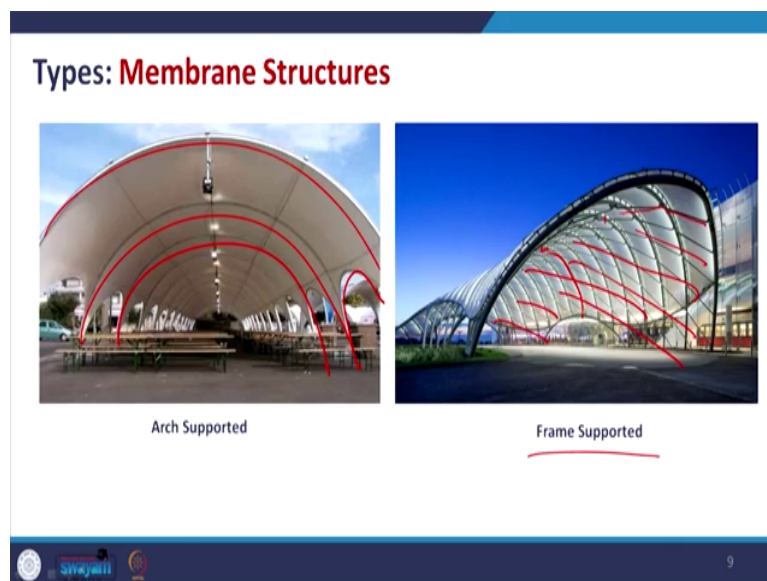 Types: Membrane Structures
Arch Supported
Frame Supported
swayam
9